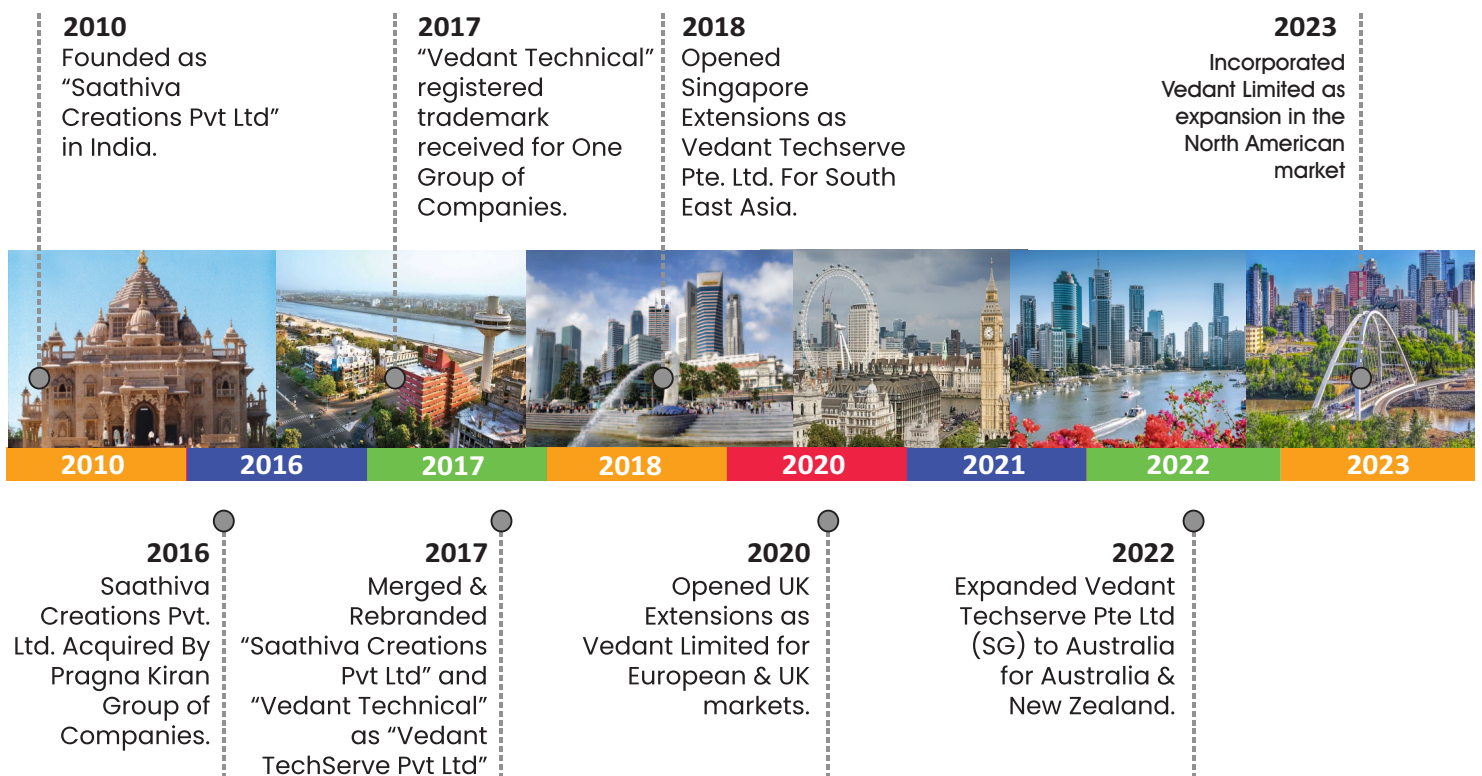 2010
Founded as
“Saathiva
Creations Pvt Ltd”
in India.
2017
“Vedant Technical”
registered
trademark
received for One
Group of
Companies.
2018
Opened
Singapore
Extensions as
Vedant Techserve
Pte. Ltd. For South
East Asia.
2023
Incorporated
Vedant Limited as
expansion in the
North American
market
2010
2016
2017
2018
2020
2021
2022
2023
2016
Saathiva
Creations Pvt.
Ltd. Acquired By
Pragna Kiran
Group of
Companies.
2017
Merged &
Rebranded
“Saathiva Creations
Pvt Ltd” and
“Vedant Technical”
as “Vedant
TechServe Pvt Ltd”
2020
Opened UK
Extensions as
Vedant Limited for
European & UK
markets.
2022
Expanded Vedant
Techserve Pte Ltd
(SG) to Australia
for Australia &
New Zealand.